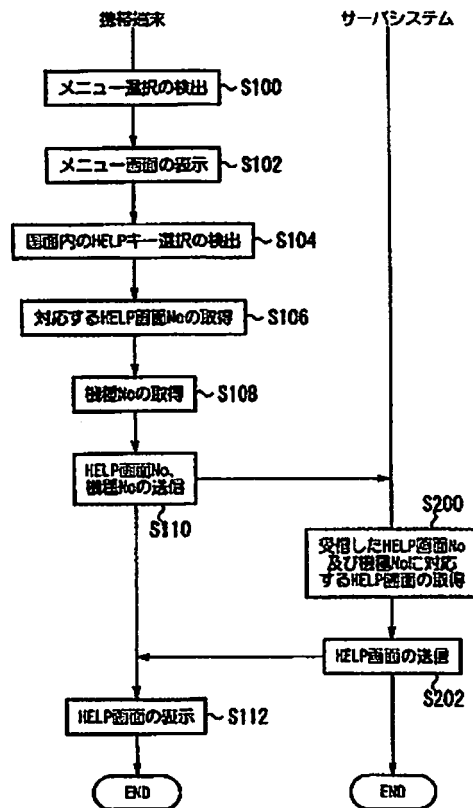 携帯端末
サーバシステム
メニュー選択の検出
S100
メニュー画面の表示
S102
画面内のHELPキー選択の検出
S104
対応するHELP画面Noの取得
S106
機種Noの取得
S108
HELP画面No、
機種Noの送信
S110
S200
受信したHELP画面No
及び機種Noに対応
するHELP画面の取得
HELP画面の送信
S202
HELP画面の表示
S112
END
END